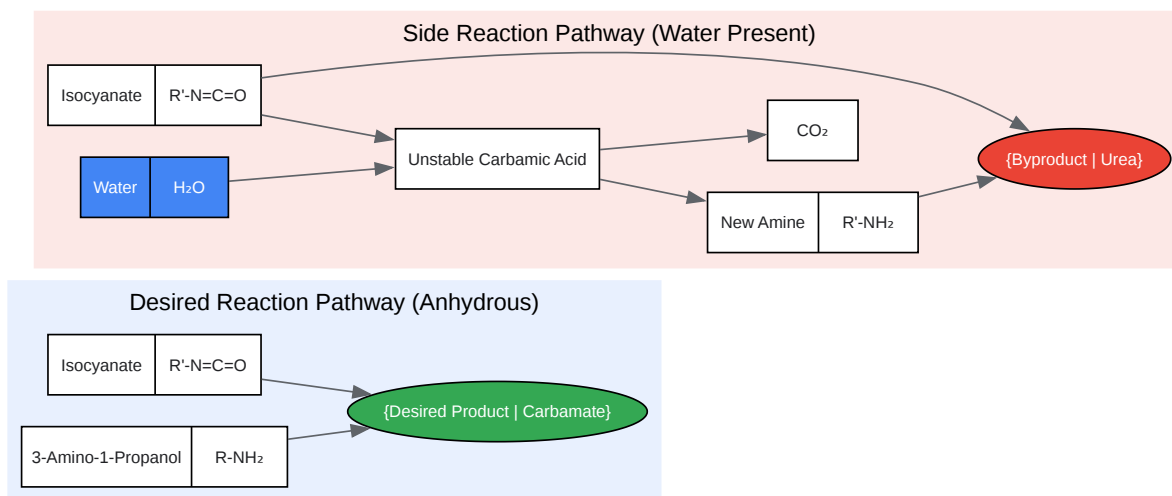 Side Reaction Pathway (Water Present)
Isocyanate
R'-N=C=O
Water
H₂O
Unstable Carbamic Acid
CO₂
New Amine
R'-NH₂
{Byproduct | Urea}
Desired Reaction Pathway (Anhydrous)
Isocyanate
R'-N=C=O
3-Amino-1-Propanol
R-NH₂
{Desired Product | Carbamate}